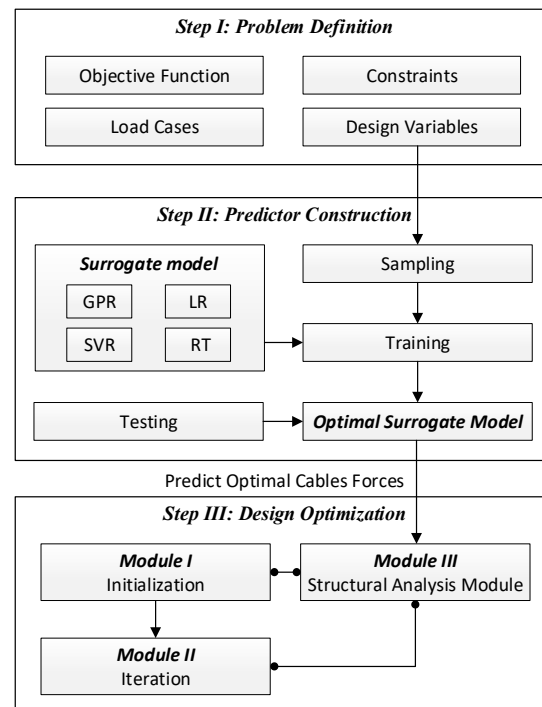 Step I: Problem Definition
Objective Function
Constraints
Load Cases
Design Variables
Step II: Predictor Construction
Surrogate model
GPR
LR
SVR
RT
Sampling
Training
Testing
Optimal Surrogate Model
Predict Optimal Cables Forces
Step III: Design Optimization
Module I
Initialization
Module III
Structural Analysis Module
Module II
Iteration